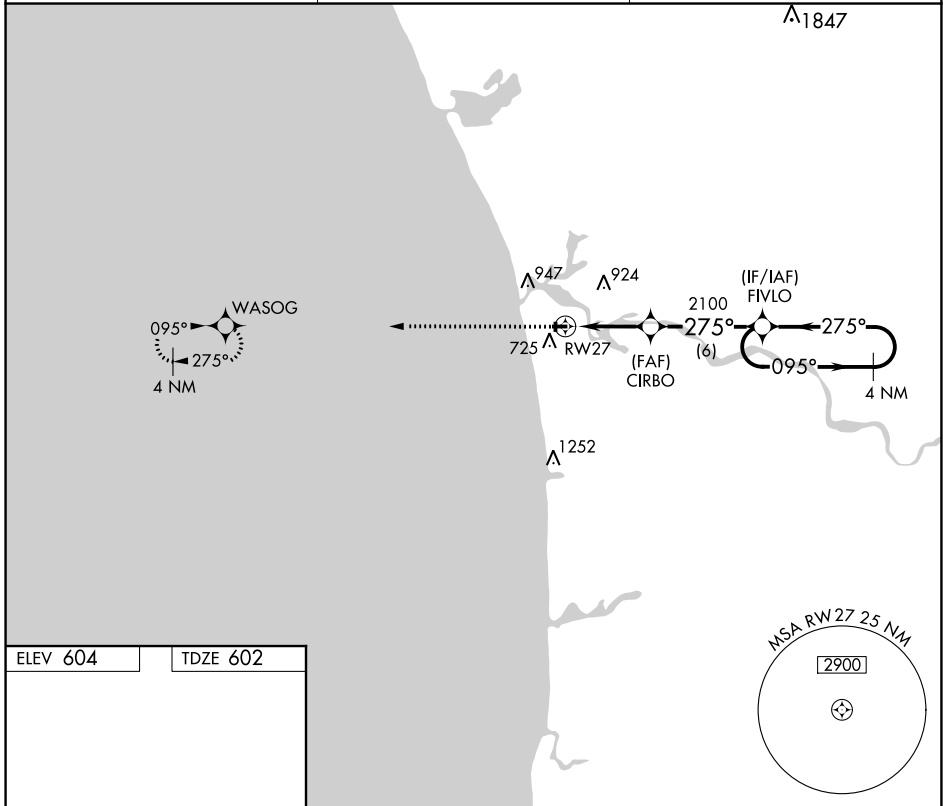 1847
947
924
(IF/IAF)
FIVLO
WASOG
2100
095°
275°
275°
275°
(6)
725
RW27
095°
4 NM
(FAF)
CIRBO
4 NM
1252
MSA RW27 25 NM
2900
ELEV 604
TDZE 602